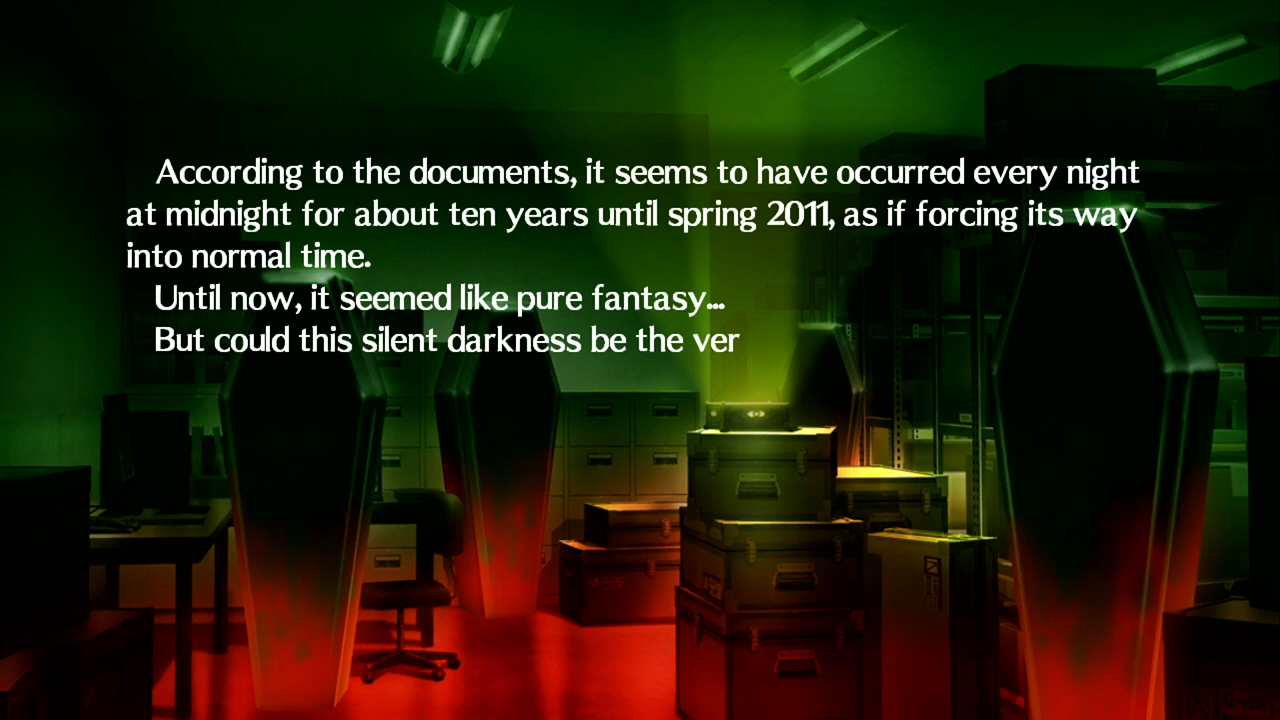 According to the documents, it seems to have occurred every night
at midnight for about ten years until spring 2011, as if forcing its way
into normal time.
Until now, it seemed like pure fantasy...
But could this silent darkness be the ver